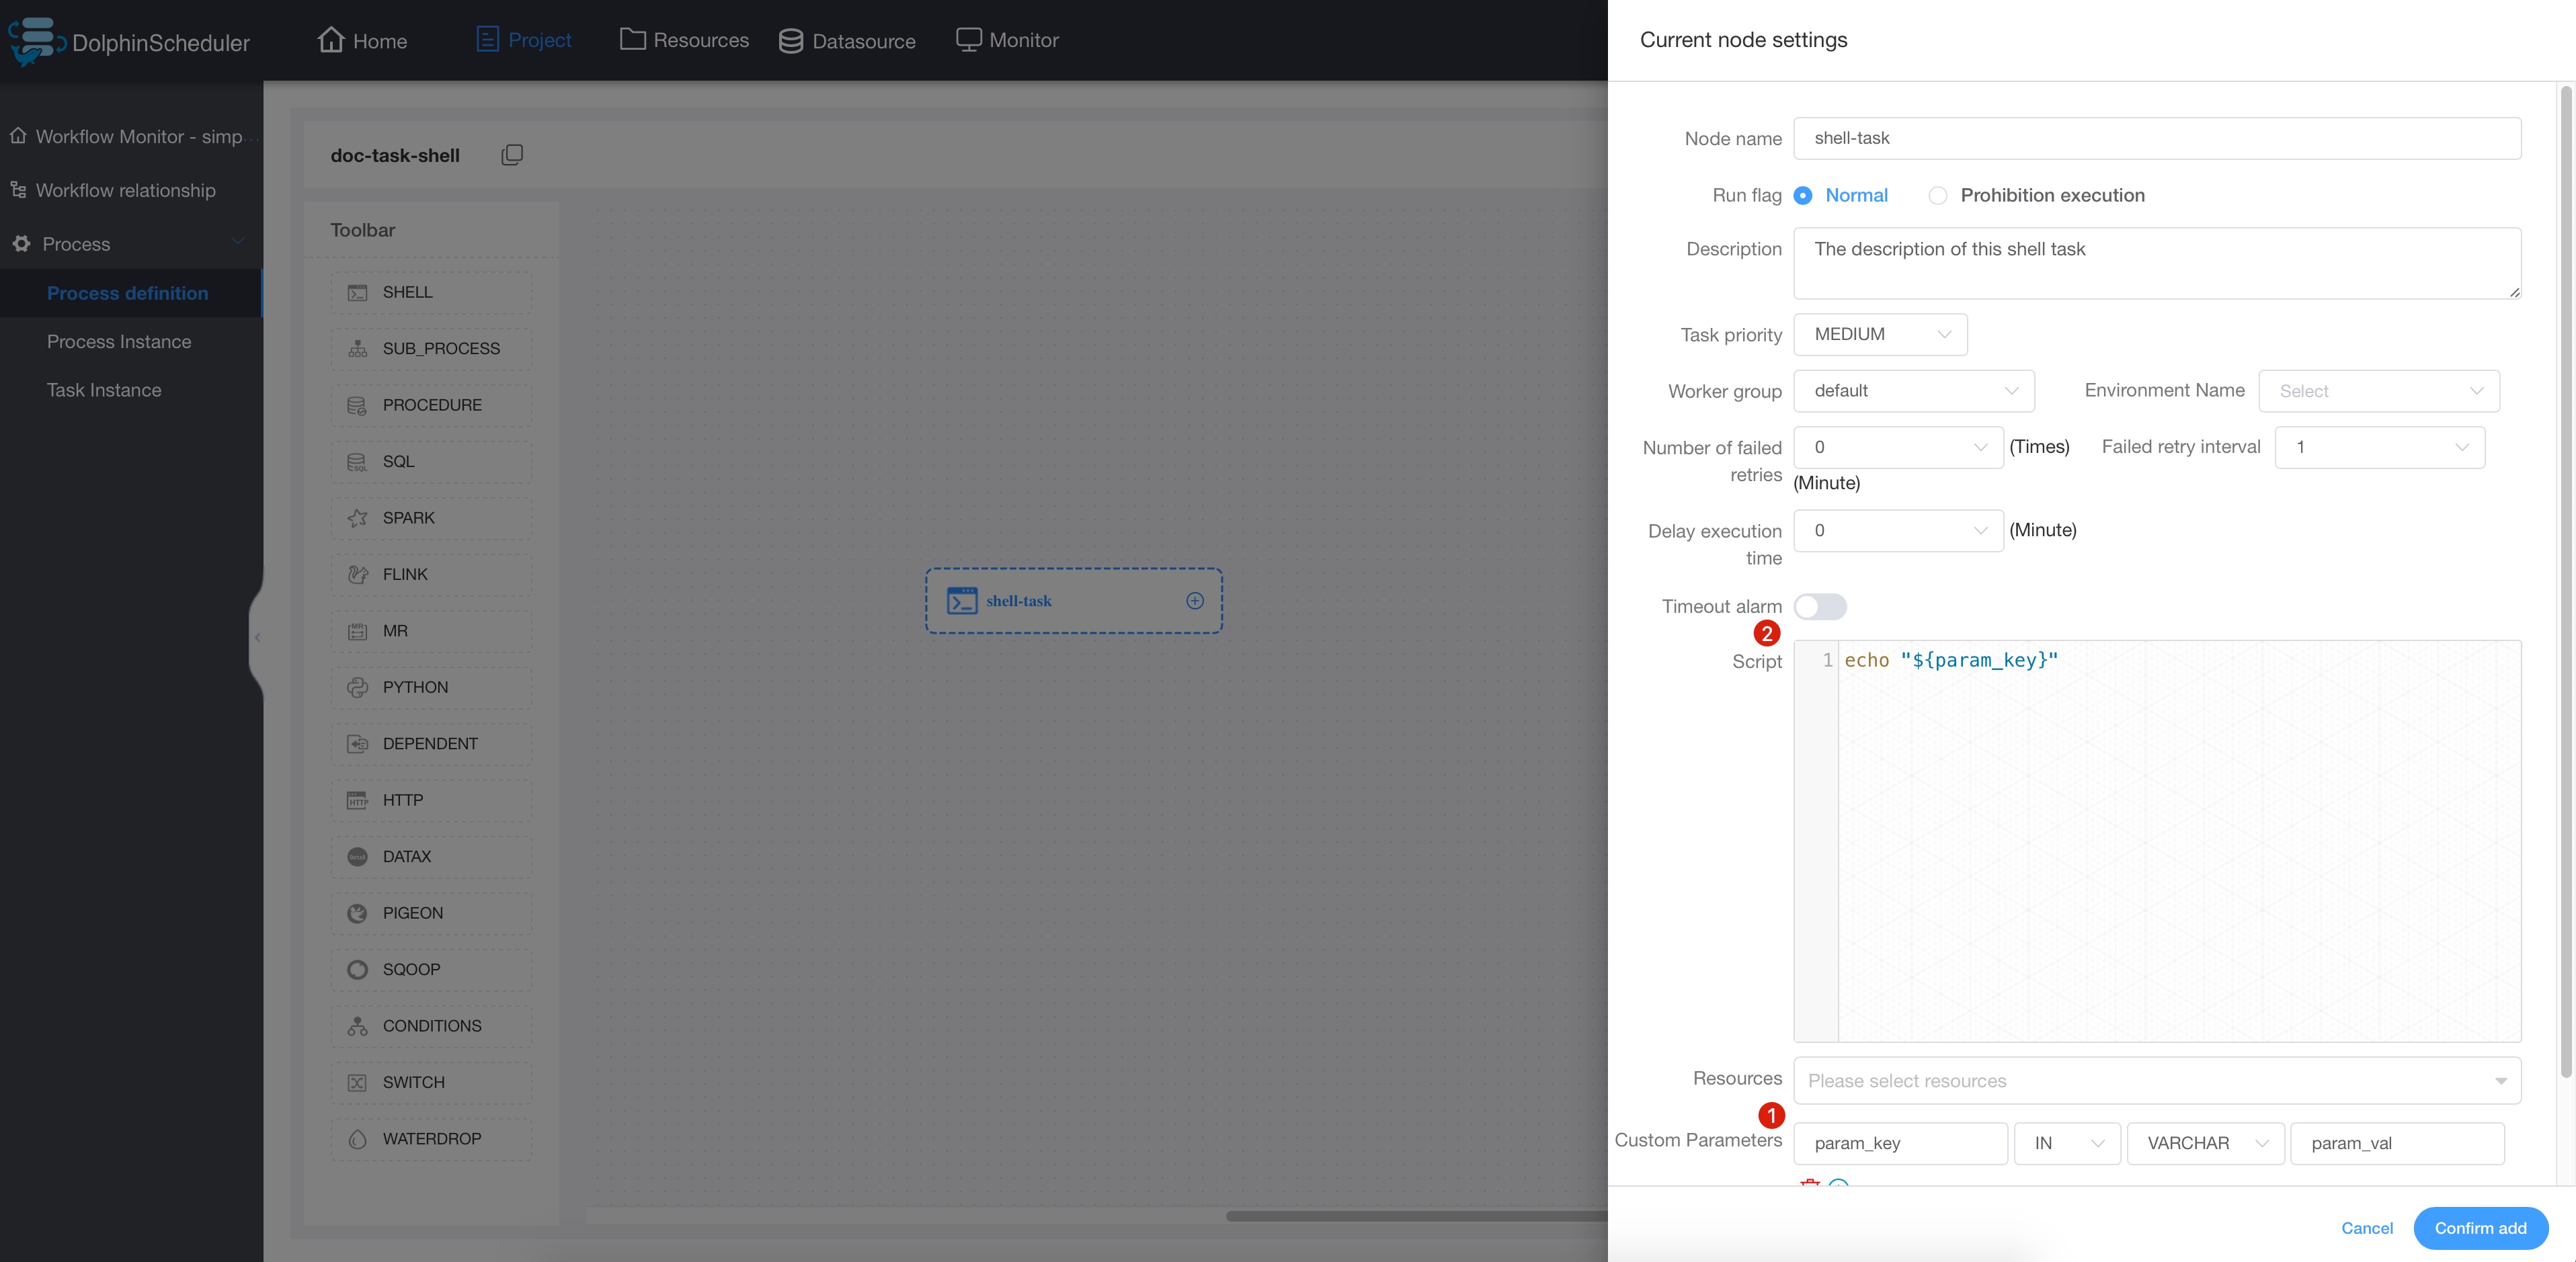 DolphinScheduler
Home
Project
Resources
Datasource
Monitor
Workflow Monitor - simp...
Workflow relationship
Process
Process definition
Process Instance
Task Instance
doc-task-shell
Toolbar
SHELL
SUB_PROCESS
PROCEDURE
SQL
SPARK
FLINK
MR
PYTHON
DEPENDENT
HTTP
DATAX
PIGEON
SQOOP
CONDITIONS
SWITCH
WATERDROP
shell-task
Current node settings
Node name shell-task
Run flag Normal Prohibition execution
Description The description of this shell task
Task priority MEDIUM
Worker group default Environment Name Select
Number of failed retries 0 (Times) Failed retry interval 1
(Minute)
Delay execution time 0 (Minute)
Timeout alarm
2
Script 1 echo "${param_key}"
Resources Please select resources
1
Custom Parameters param_key IN VARCHAR param_val
Cancel Confirm add